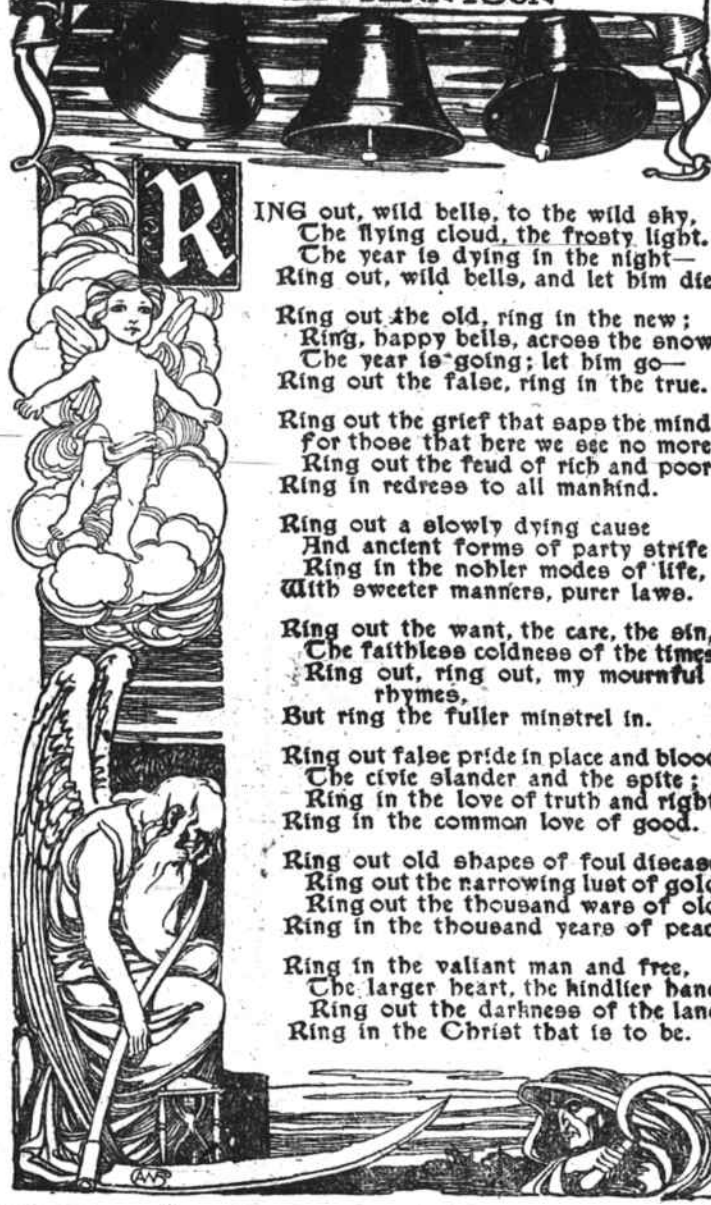 RING out, wild bells, to the wild sky,
The flying cloud, the frosty light.
The year is dying in the night—
Ring out, wild bells, and let him die
Ring out the old, ring in the new;
Ring, happy bells, across the snow
The year is going; let him go—
Ring out the false, ring in the true.
Ring out the grief that saps the mind
For those that here we see no more
Ring out the feud of rich and poor
Ring in redress to all mankind.
Ring out a slowly dying cause
And ancient forms of party strife
Ring in the nobler modes of life,
With sweeter manners, purer laws.
Ring out the want, the care, the sin,
The faithless coldness of the times
Ring out, ring out, my mournful
rhymes,
But ring the fuller minstrel in.
Ring out false pride in place and blood
The civic slander and the spite;
Ring in the love of truth and right
Ring in the common love of good.
Ring out old shapes of foul disease
Ring out the narrowing lust of gold
Ring out the thousand wars of old
Ring in the thousand years of peac
Ring in the valiant man and free,
The larger heart, the kindlier hand
Ring out the darkness of the land
Ring in the Christ that is to be.